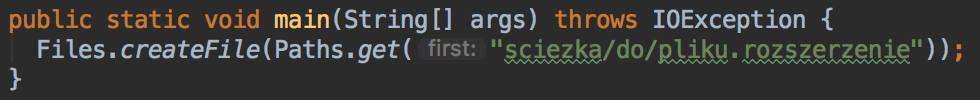 public static void main(String[] args) throws IOException {
Files.createFile(Paths.get( first: "sciezka/do/pliku.rozszerzenie"));
}